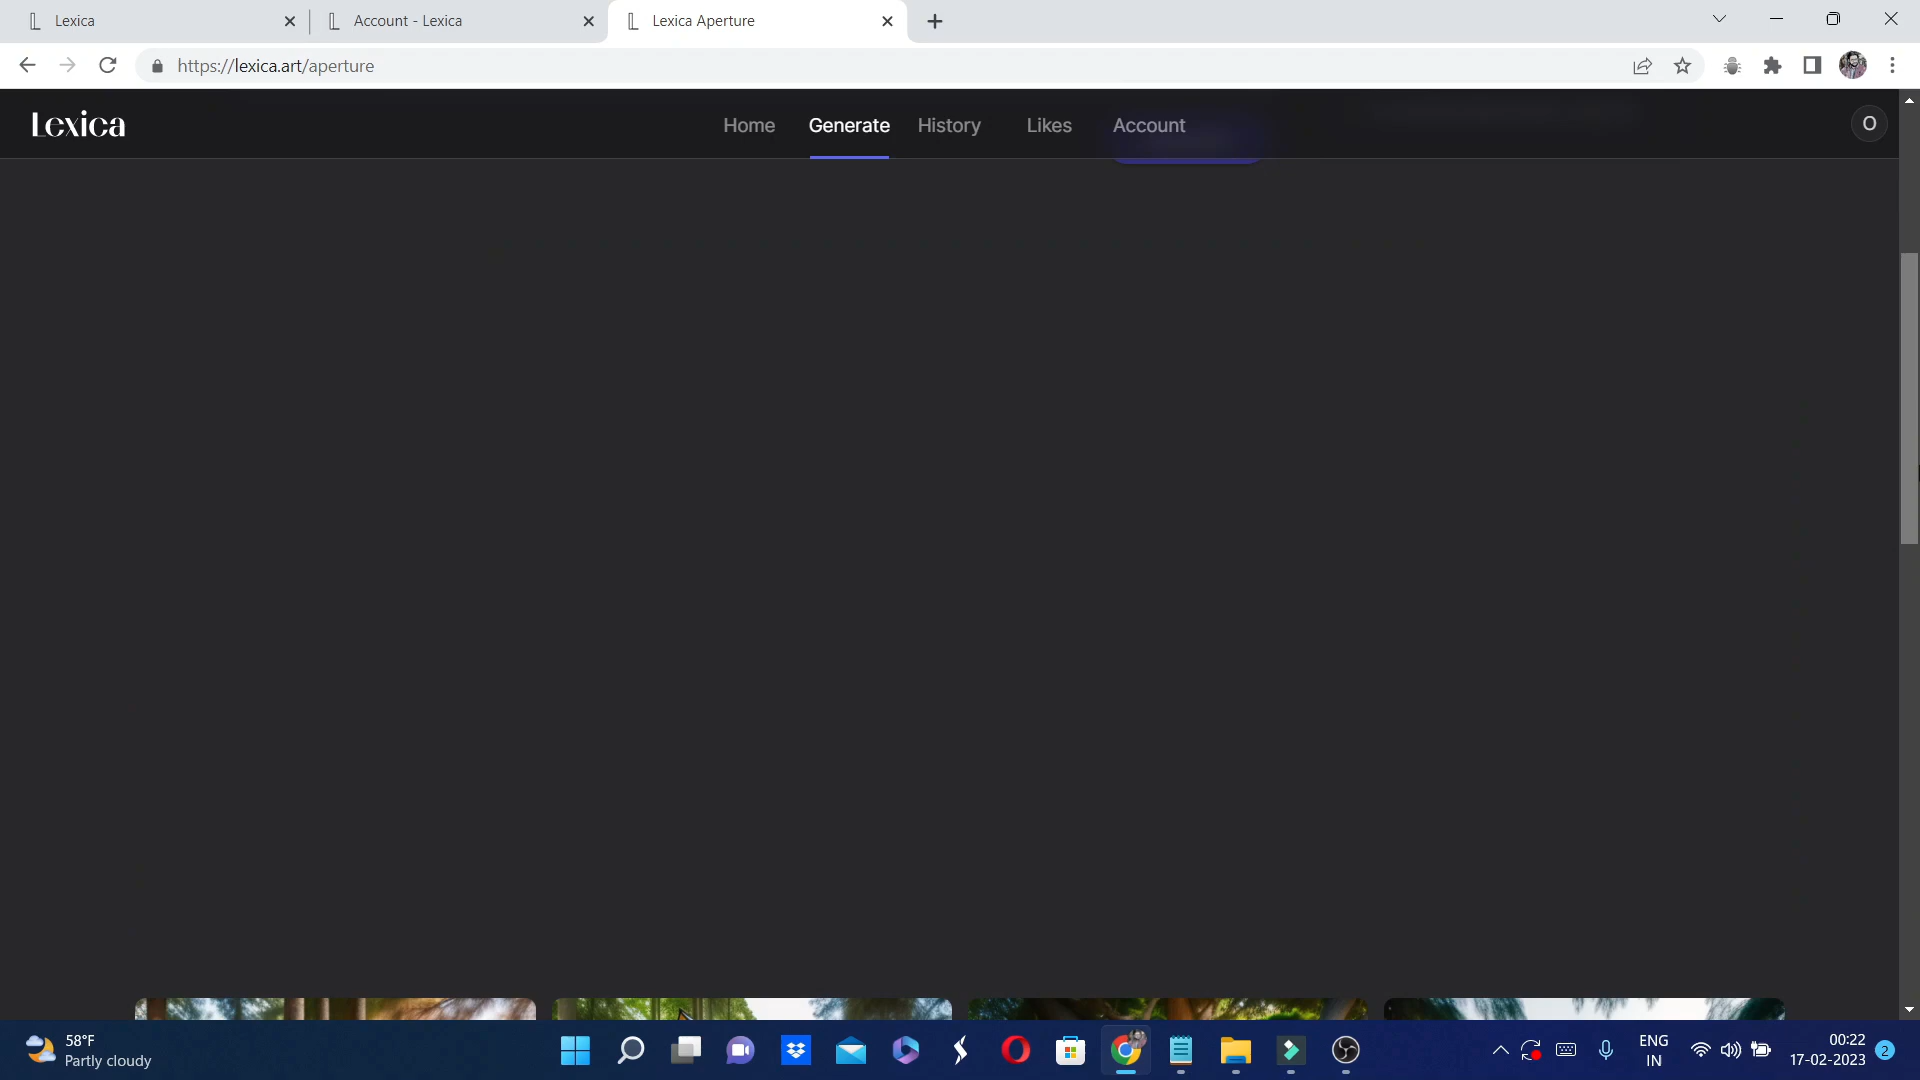 Lexica
Account - Lexica
Lexica Aperture
https://lexica.art/aperture
Lexica
Home
Generate
History
Likes
Account
O
58°F
Partly cloudy
ENG
IN
00:22
17-02-2023
2